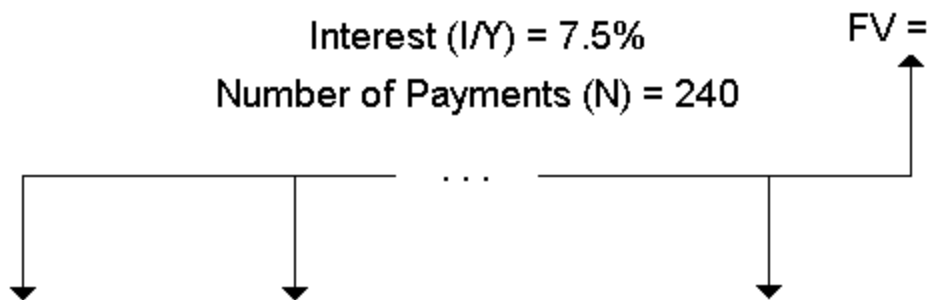 Interest (I/Y) = 7.5%
FV =
Number of Payments (N) = 240
. . .